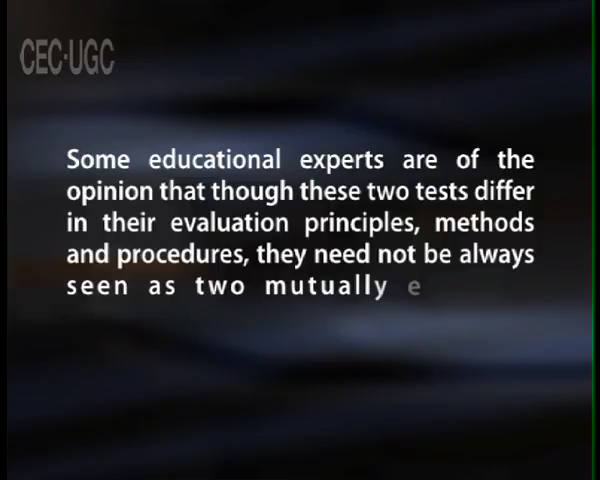 CEC-UGC
Some educational experts are of the
opinion that though these two tests differ
in their evaluation principles, methods
and procedures, they need not be always
seen as two mutually e